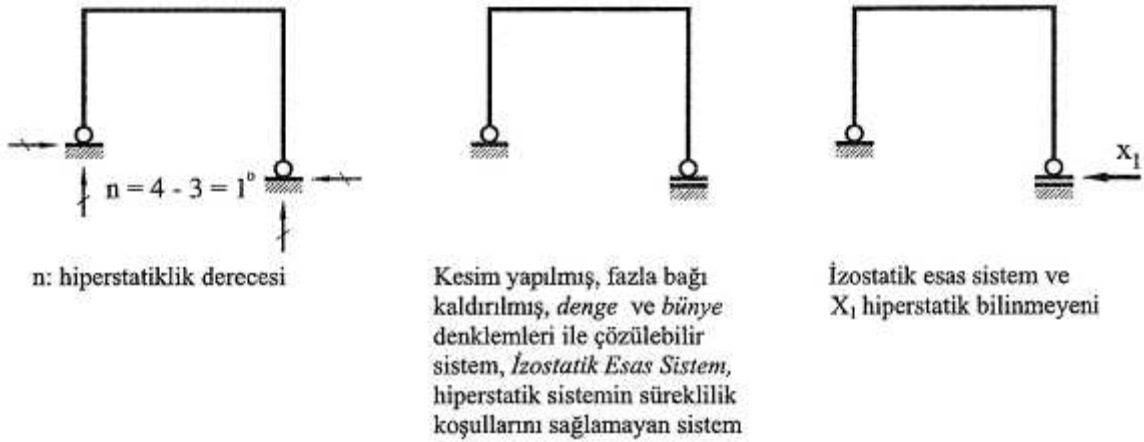 n = 4 - 3 = 1°
X₁
n: hiperstatiklik derecesi
Kesim yapılmış, fazla bağı
kaldırılmış, denge ve bünye
denklemleri ile çözülebilir
sistem, İzostatik Esas Sistem,
hiperstatik sistemin süreklilik
koşullarını sağlamayan sistem
İzostatik esas sistem ve
X₁ hiperstatik bilinmeyeni